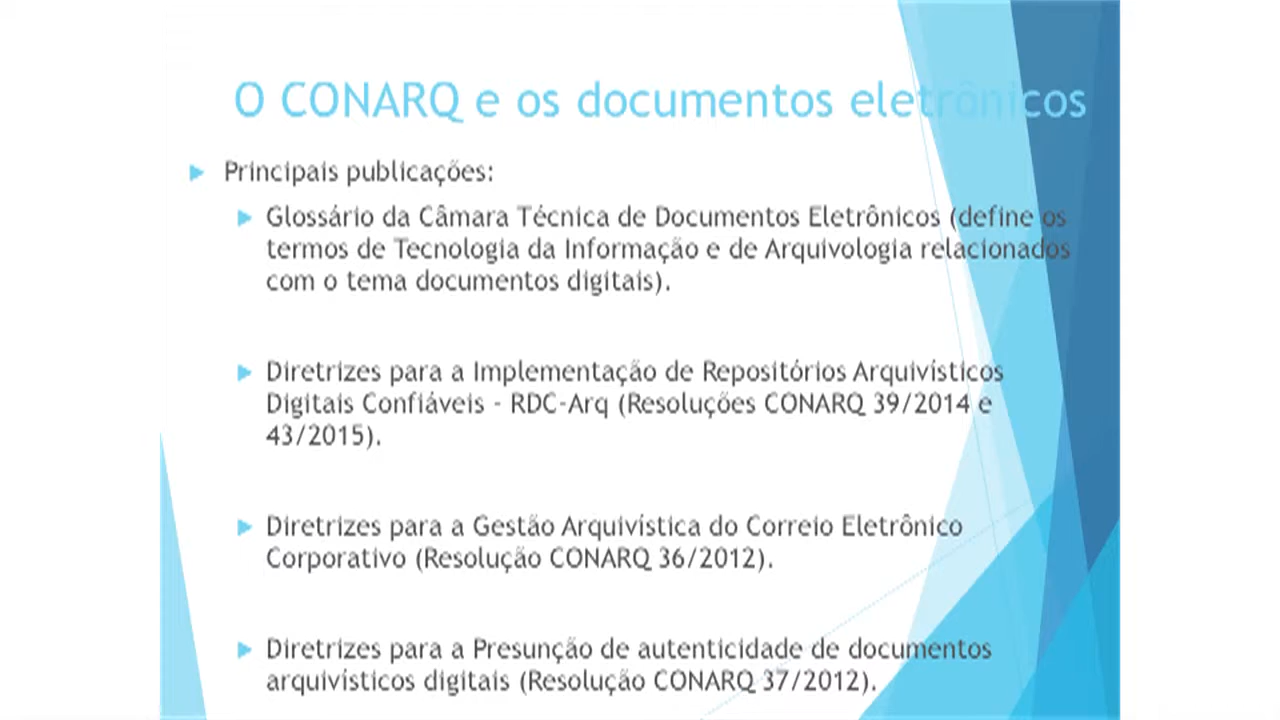 O CONARQ e os documentos eletrônicos
Principais publicações:
Glossário da Câmara Técnica de Documentos Eletrônicos (define os
termos de Tecnologia da Informação e de Arquivologia relacionados
com o tema documentos digitais).
Diretrizes para a Implementação de Repositórios Arquivísticos
Digitais Confiáveis - RDC-Arq (Resoluções CONARQ 39/2014 e
43/2015).
Diretrizes para a Gestão Arquivística do Correio Eletrônico
Corporativo (Resolução CONARQ 36/2012).
Diretrizes para a Presunção de autenticidade de documentos
arquivísticos digitais (Resolução CONARQ 37/2012).